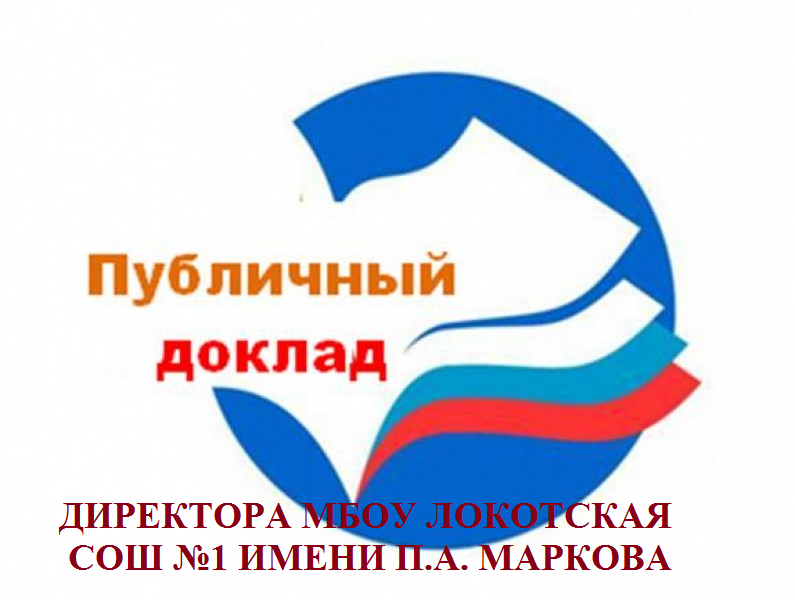 Публичный
доклад
ДИРЕКТОРА МБОУ ЛОКОТСКАЯ
СОШ №1 ИМЕНИ П.А. МАРКОВА